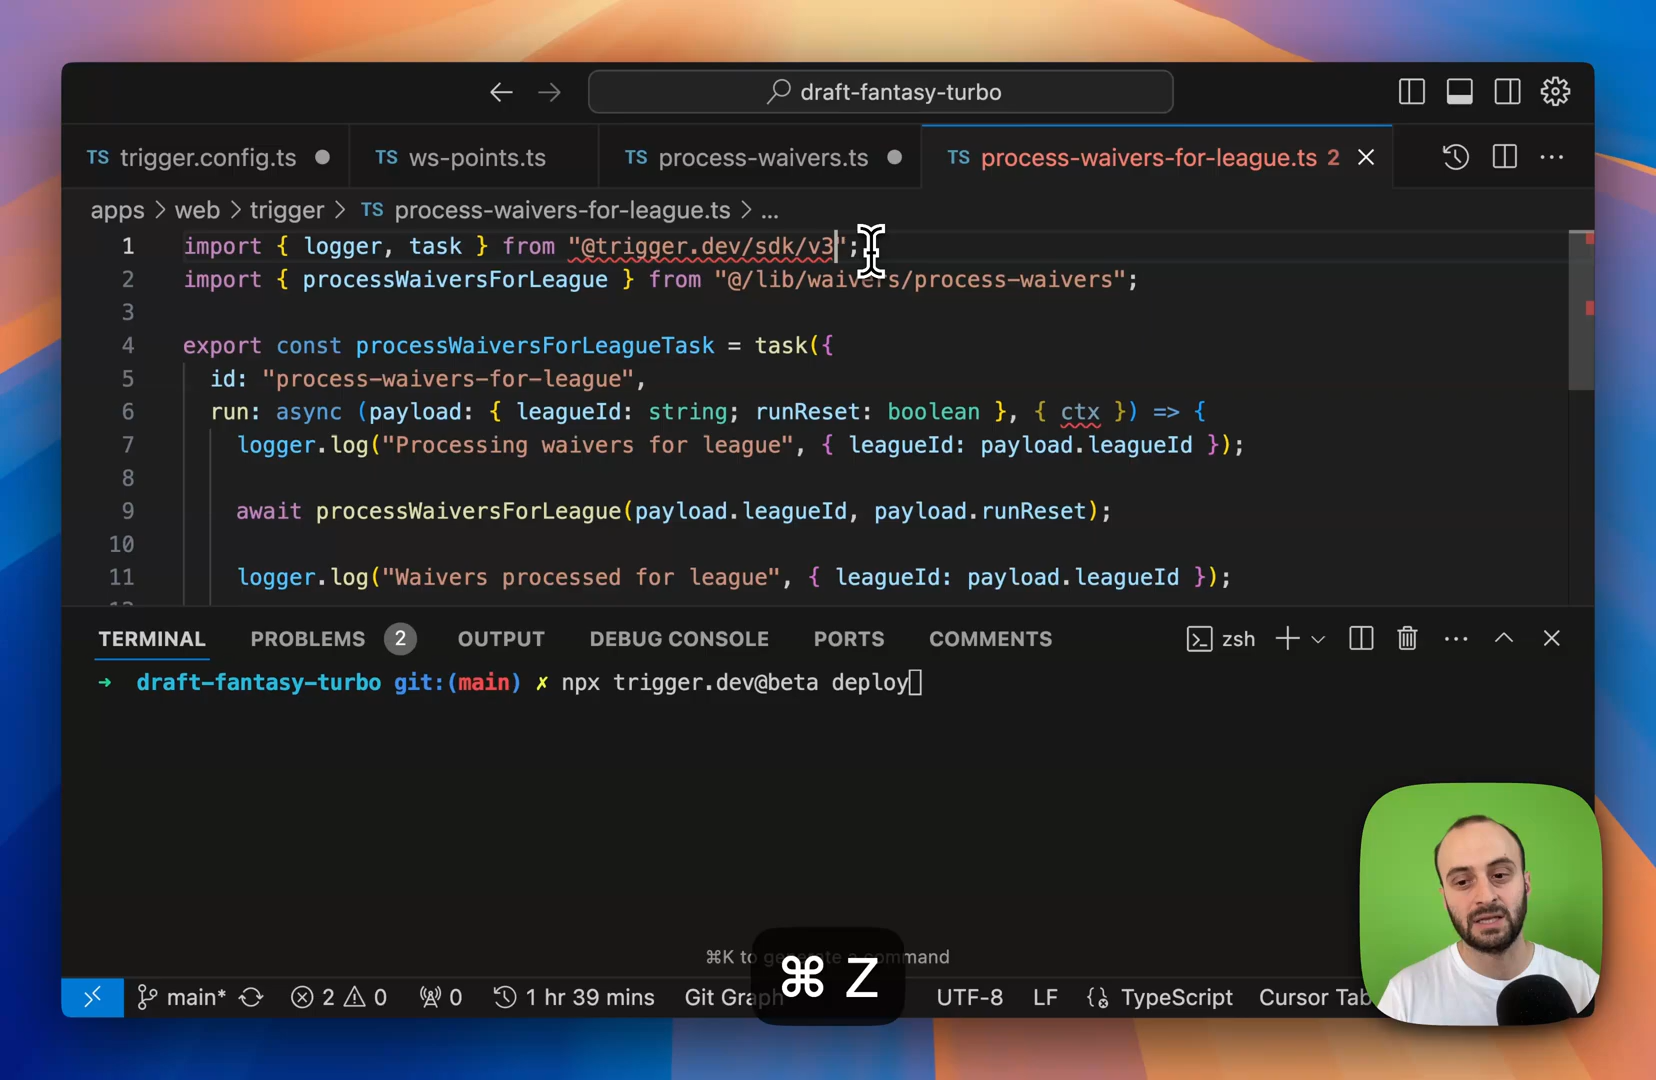 draft-fantasy-turbo
TS trigger.config.ts
TS ws-points.ts
TS process-waivers.ts
TS process-waivers-for-league.ts 2
apps > web > trigger > TS process-waivers-for-league.ts > ...
1 import { logger, task } from "@trigger.dev/sdk/v3";
2 import { processWaiversForLeague } from "@/lib/waivers/process-waivers";
3
4 export const processWaiversForLeagueTask = task({
5 id: "process-waivers-for-league",
6 run: async (payload: { leagueId: string; runReset: boolean }, { ctx }) => {
7 logger.log("Processing waivers for league", { leagueId: payload.leagueId });
8
9 await processWaiversForLeague(payload.leagueId, payload.runReset);
10
11 logger.log("Waivers processed for league", { leagueId: payload.leagueId });
TERMINAL PROBLEMS 2 OUTPUT DEBUG CONSOLE PORTS COMMENTS zsh
→ draft-fantasy-turbo git:(main) ✗ npx trigger.dev@beta deploy
⌘K to generate a command
⌘ Z
main* 2 0 0 1 hr 39 mins Git Graph UTF-8 LF TypeScript Cursor Tab